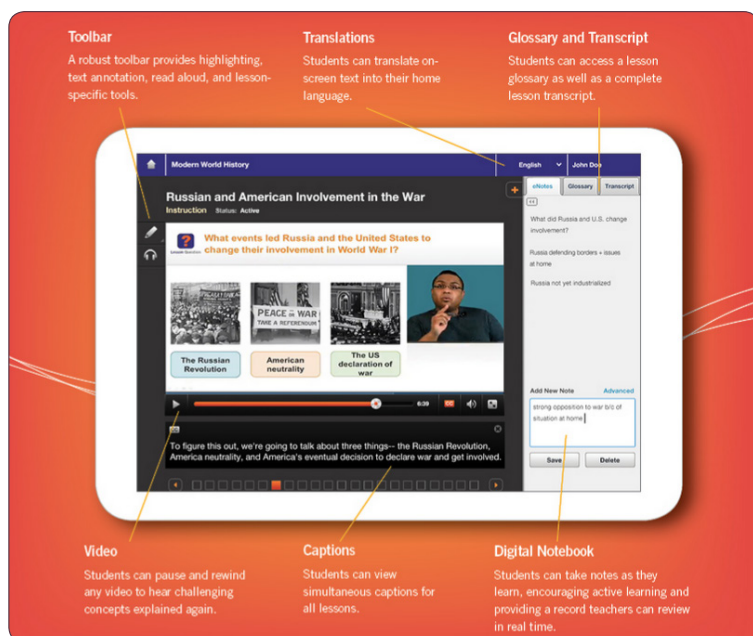 Toolbar
A robust toolbar provides highlighting,
text annotation, read aloud, and lesson-
specific tools.
Translations
Students can translate on-
screen text into their home
language.
Glossary and Transcript
Students can access a lesson
glossary as well as a complete
lesson transcript.
Modern World History
English
John Doe
Russian and American Involvement in the War
Instruction Status: Active
eNotes Glossary Transcript
What did Russia and U.S. change
involvement?
Russia defending borders + issues
at home
Russia not yet industrialized
?
What events led Russia and the United States to
change their involvement in World War I?
PEACE or WAR
TAKE A REFERENDUM
The Russian
Revolution
American
neutrality
The US
declaration of
war
6:39
To figure this out, we're going to talk about three things-- the Russian Revolution,
America neutrality, and America's eventual decision to declare war and get involved.
Add New Note Advanced
strong opposition to war b/c of
situation at home
Save Delete
Video
Students can pause and rewind
any video to hear challenging
concepts explained again.
Captions
Students can view
simultaneous captions for
all lessons.
Digital Notebook
Students can take notes as they
learn, encouraging active learning and
providing a record teachers can review
in real time.